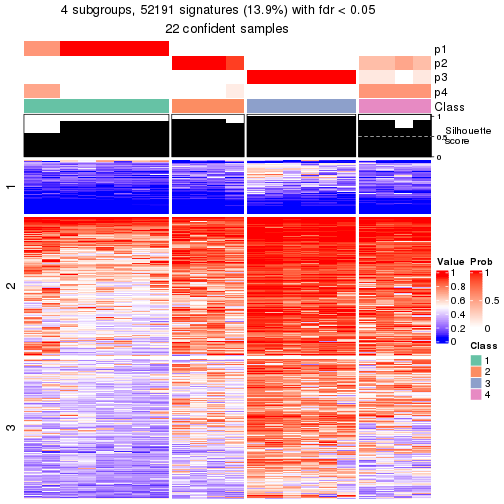 4 subgroups, 52191 signatures (13.9%) with fdr < 0.05
22 confident samples
p1
p2
p3
p4
Class
1
0.5
0
Silhouette
score
1
2
3
Value
1
0.8
0.6
0.4
0.2
0
Prob
1
0.5
0
Class
1
2
3
4